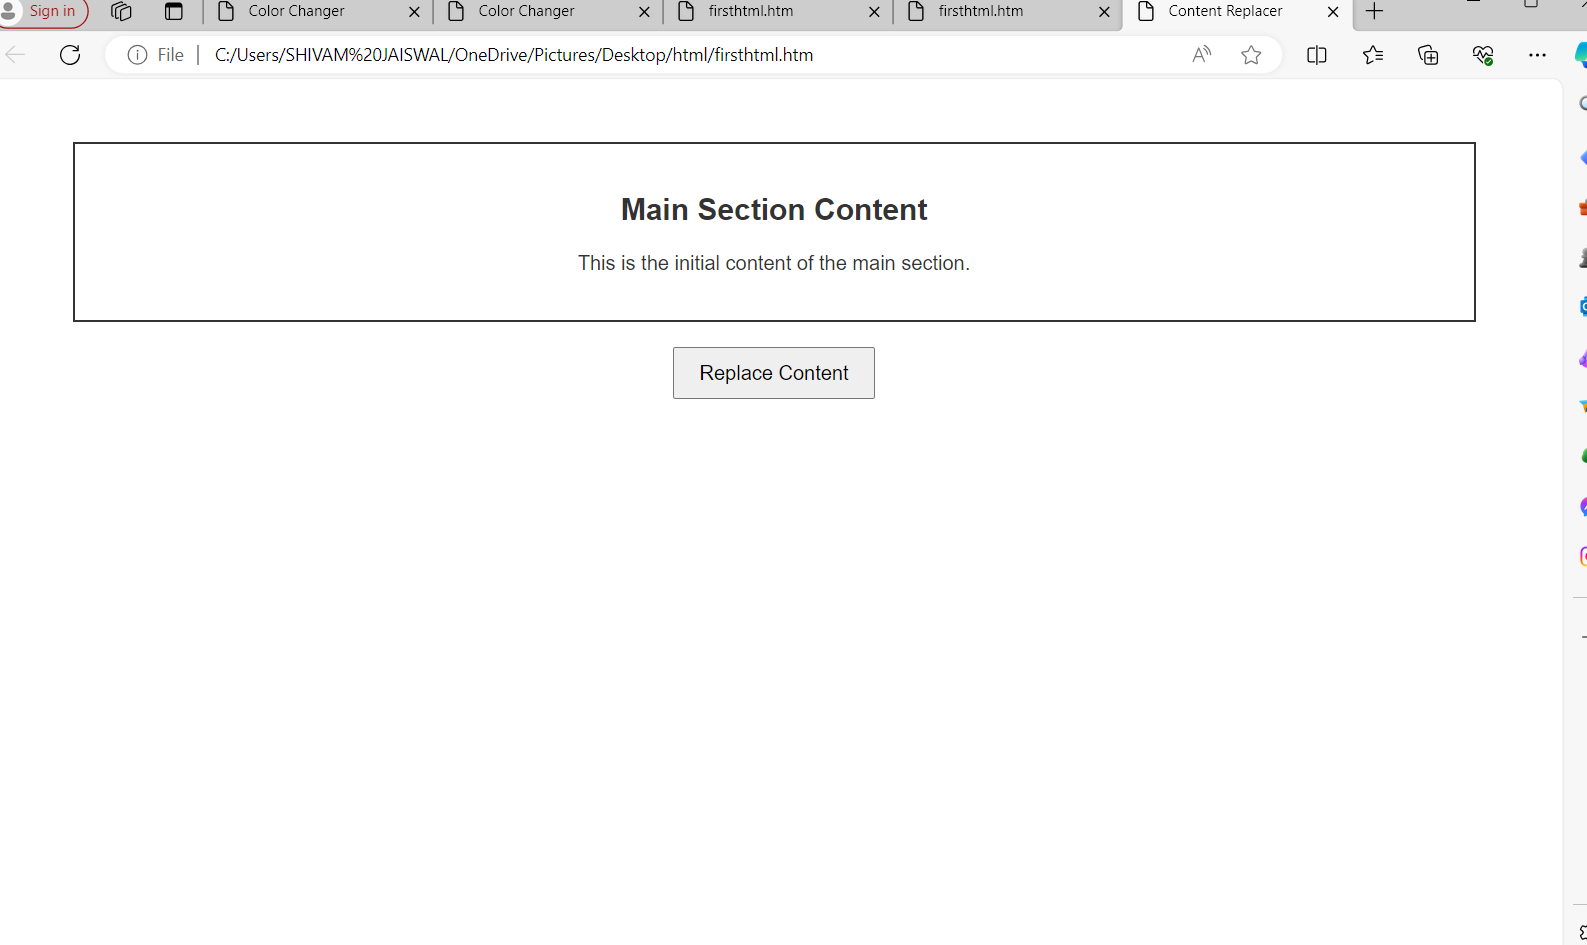 Sign in
Color Changer
Color Changer
firsthtml.htm
firsthtml.htm
Content Replacer
File
C:/Users/SHIVAM%20JAISWAL/OneDrive/Pictures/Desktop/html/firsthtml.htm
Main Section Content
This is the initial content of the main section.
Replace Content